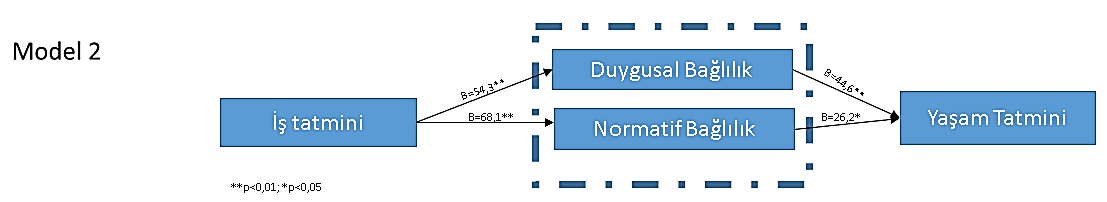 Model 2
Duygusal Bağlılık
B=54,3**
B=44,6**
İş tatmini
B=68,1**
Normatif Bağlılık
B=26,2*
Yaşam Tatmini
**p<0,01; *p<0,05